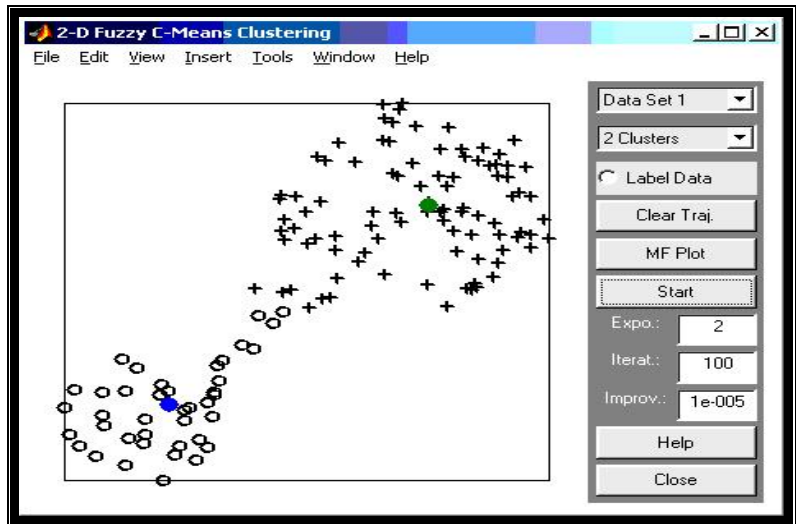 2-D Fuzzy C-Means Clustering
File Edit View Insert Tools Window Help
Data Set 1
2 Clusters
Label Data
Clear Traj.
MF Plot
Start
Expo.: 2
Iterat.: 100
Improv.: 1e-005
Help
Close